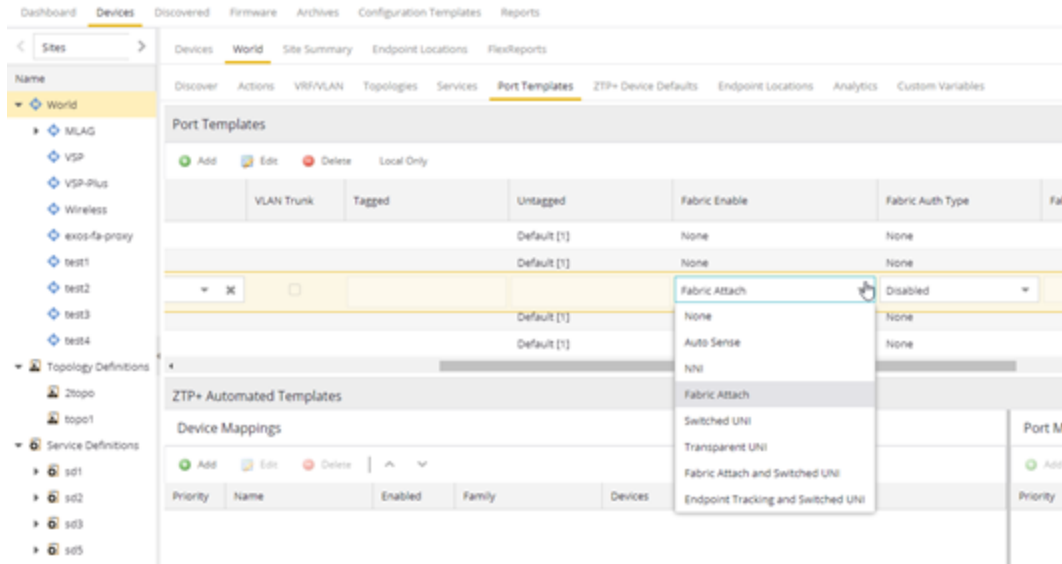 Dashboard Devices Discovered Firmware Archives Configuration Templates Reports
Sites
Devices World Site Summary Endpoint Locations FlexReports
Name
Discover Actions VRF/VLAN Topologies Services Port Templates ZTP+ Device Defaults Endpoint Locations Analytics Custom Variables
World
MLAG
VSP
VSP-Plus
Wireless
exos-fa-proxy
test1
test2
test3
test4
Topology Definitions
2topo
topo1
Service Definitions
sd1
sd2
sd3
sd5
Port Templates
Add Edit Delete Local Only
VLAN Trunk Tagged Untagged Fabric Enable Fabric Auth Type
Default [1] None None
Default [1] None None
Fabric Attach Disabled
Default [1] None
Default [1] None
None
Auto Sense
NNI
Fabric Attach
Switched UNI
Transparent UNI
Fabric Attach and Switched UNI
Endpoint Tracking and Switched UNI
ZTP+ Automated Templates
Device Mappings
Add Edit Delete
Priority Name Enabled Family Devices
Port M
Add
Priority